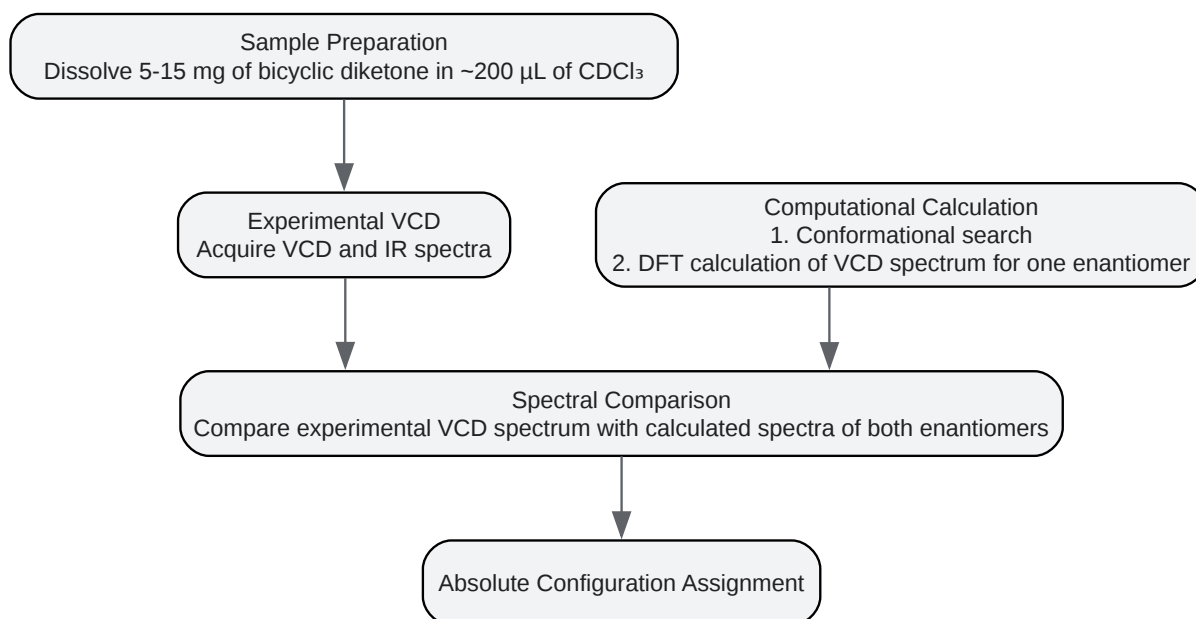 Sample Preparation
Dissolve 5-15 mg of bicyclic diketone in ~200 µL of CDCl₃
Experimental VCD
Acquire VCD and IR spectra
Computational Calculation
1. Conformational search
2. DFT calculation of VCD spectrum for one enantiomer
Spectral Comparison
Compare experimental VCD spectrum with calculated spectra of both enantiomers
Absolute Configuration Assignment